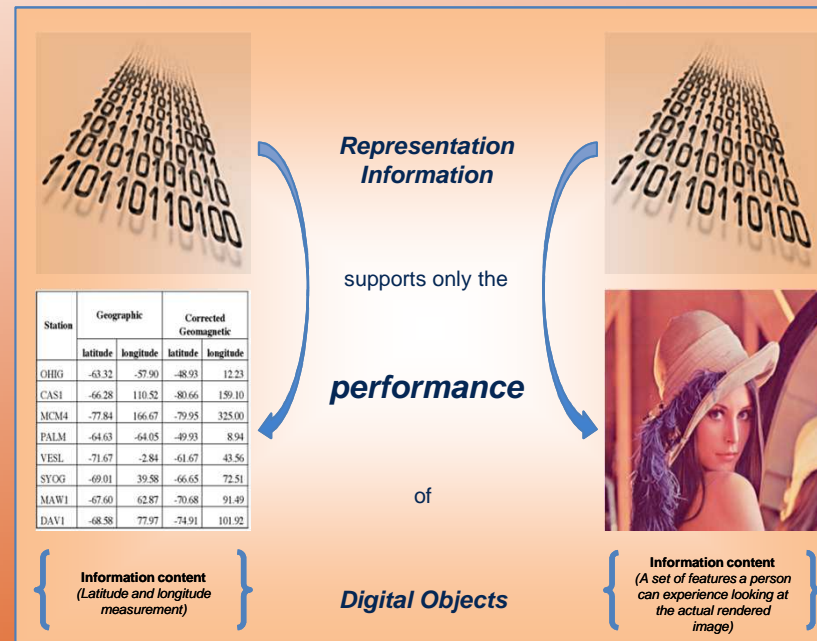 Representation
Information
supports only the
performance
of
Digital Objects
1101101101100
Station Geographic Corrected
Geomagnetic
latitude longitude latitude longitude
OHIG -63.32 -57.90 -48.93 12.23
CAS1 -66.28 110.52 -80.66 159.10
MCM4 -77.84 166.67 -79.95 325.00
PALM -64.63 -64.05 -49.93 8.94
VESL -71.67 -2.84 -61.67 43.56
SYOG -69.01 39.58 -66.65 72.51
MAW1 -67.60 62.87 -70.68 91.49
DAV1 -68.58 77.97 -74.91 101.92
Information content
(Latitude and longitude
measurement)
Information content
(A set of features a person
can experience looking at
the actual rendered
image)